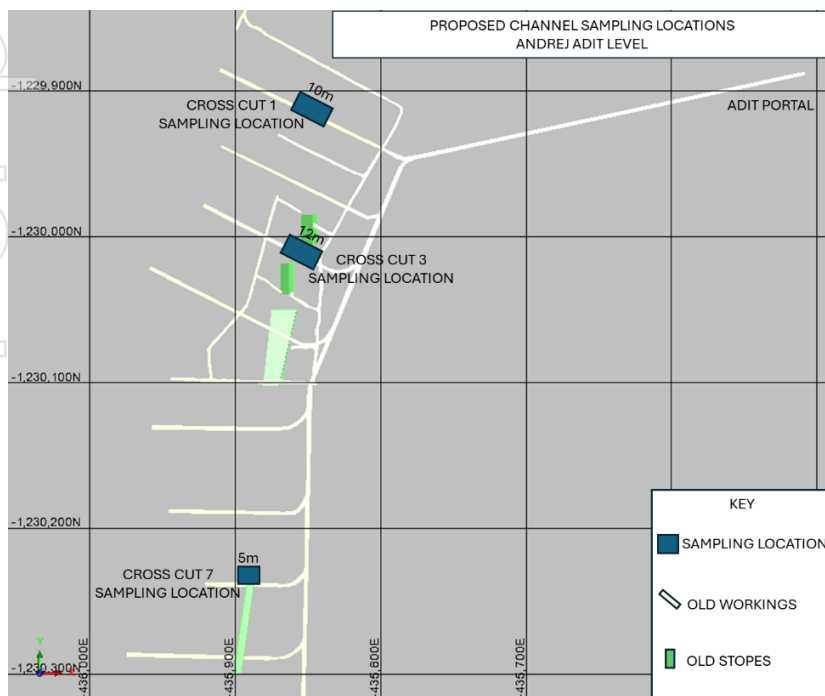 PROPOSED CHANNEL SAMPLING LOCATIONS
ANDREJ ADIT LEVEL
-1,229,900N
10m
CROSS CUT 1
SAMPLING LOCATION
ADIT PORTAL
-1,230,000N
12m
CROSS CUT 3
SAMPLING LOCATION
-1,230,100N
-1,230,200N
5m
CROSS CUT 7
SAMPLING LOCATION
KEY
SAMPLING LOCATION
OLD WORKINGS
OLD STOPES
Y
-1,230,300N
-436,000E
-435,900E
-435,800E
-435,700E